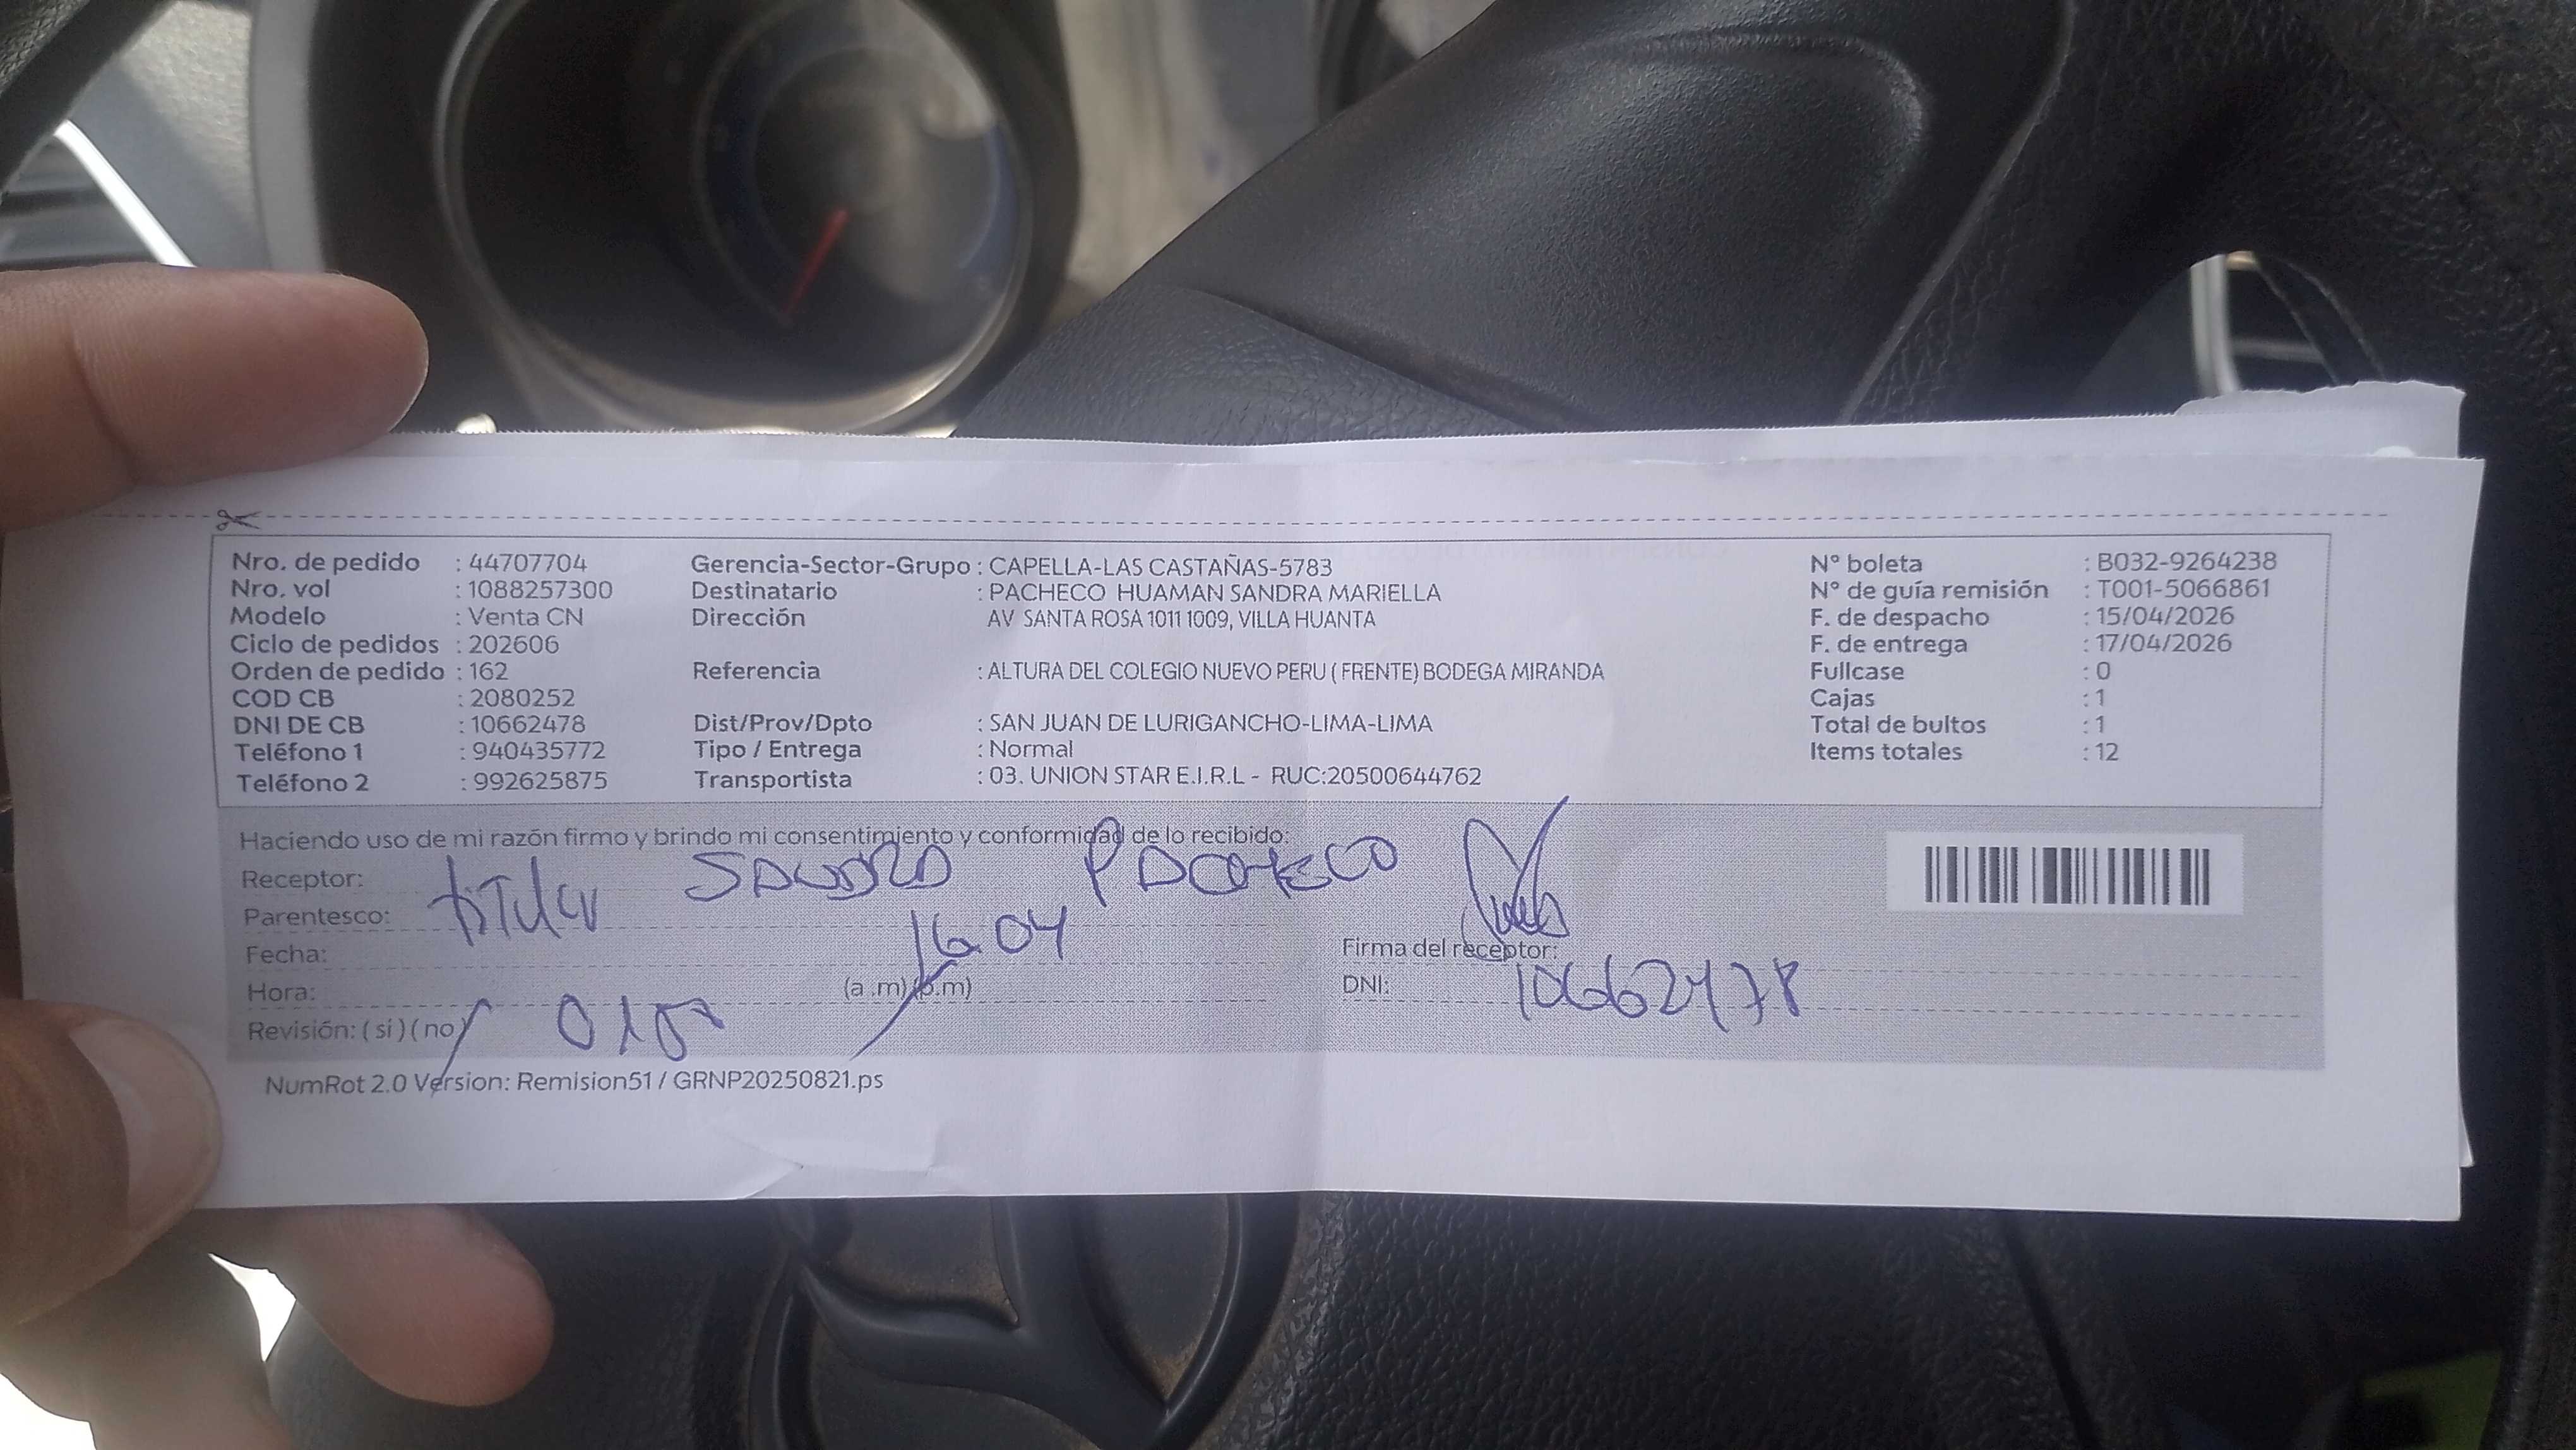 Nro. de pedido : 44707704 Gerencia-Sector-Grupo : CAPELLA-LAS CASTAÑAS-5783 N° boleta : B032-9264238
Nro. vol : 1088257300 Destinatario : PACHECO HUAMAN SANDRA MARIELLA N° de guía remisión : T001-5066861
Modelo : Venta CN Dirección AV SANTA ROSA 1011 1009, VILLA HUANTA F. de despacho : 15/04/2026
Ciclo de pedidos : 202606 F. de entrega : 17/04/2026
Orden de pedido : 162 Referencia : ALTURA DEL COLEGIO NUEVO PERU ( FRENTE) BODEGA MIRANDA Fullcase : 0
COD CB : 2080252 Cajas : 1
DNI DE CB : 10662478 Dist/Prov/Dpto : SAN JUAN DE LURIGANCHO-LIMA-LIMA Total de bultos : 1
Teléfono 1 : 940435772 Tipo / Entrega : Normal Items totales : 12
Teléfono 2 : 992625875 Transportista : 03. UNION STAR E.I.R.L - RUC:20500644762
Haciendo uso de mi razón firmo y brindo mi consentimiento y conformidad de lo recibido:
Receptor: SANDRA PACHECO
Parentesco: titular
Fecha: 16 04 Firma del receptor:
Hora: (a .m) (p.m) DNI: 10662478
Revisión: ( si ) ( no )
NumRot 2.0 Version: Remision51 / GRNP20250821.ps